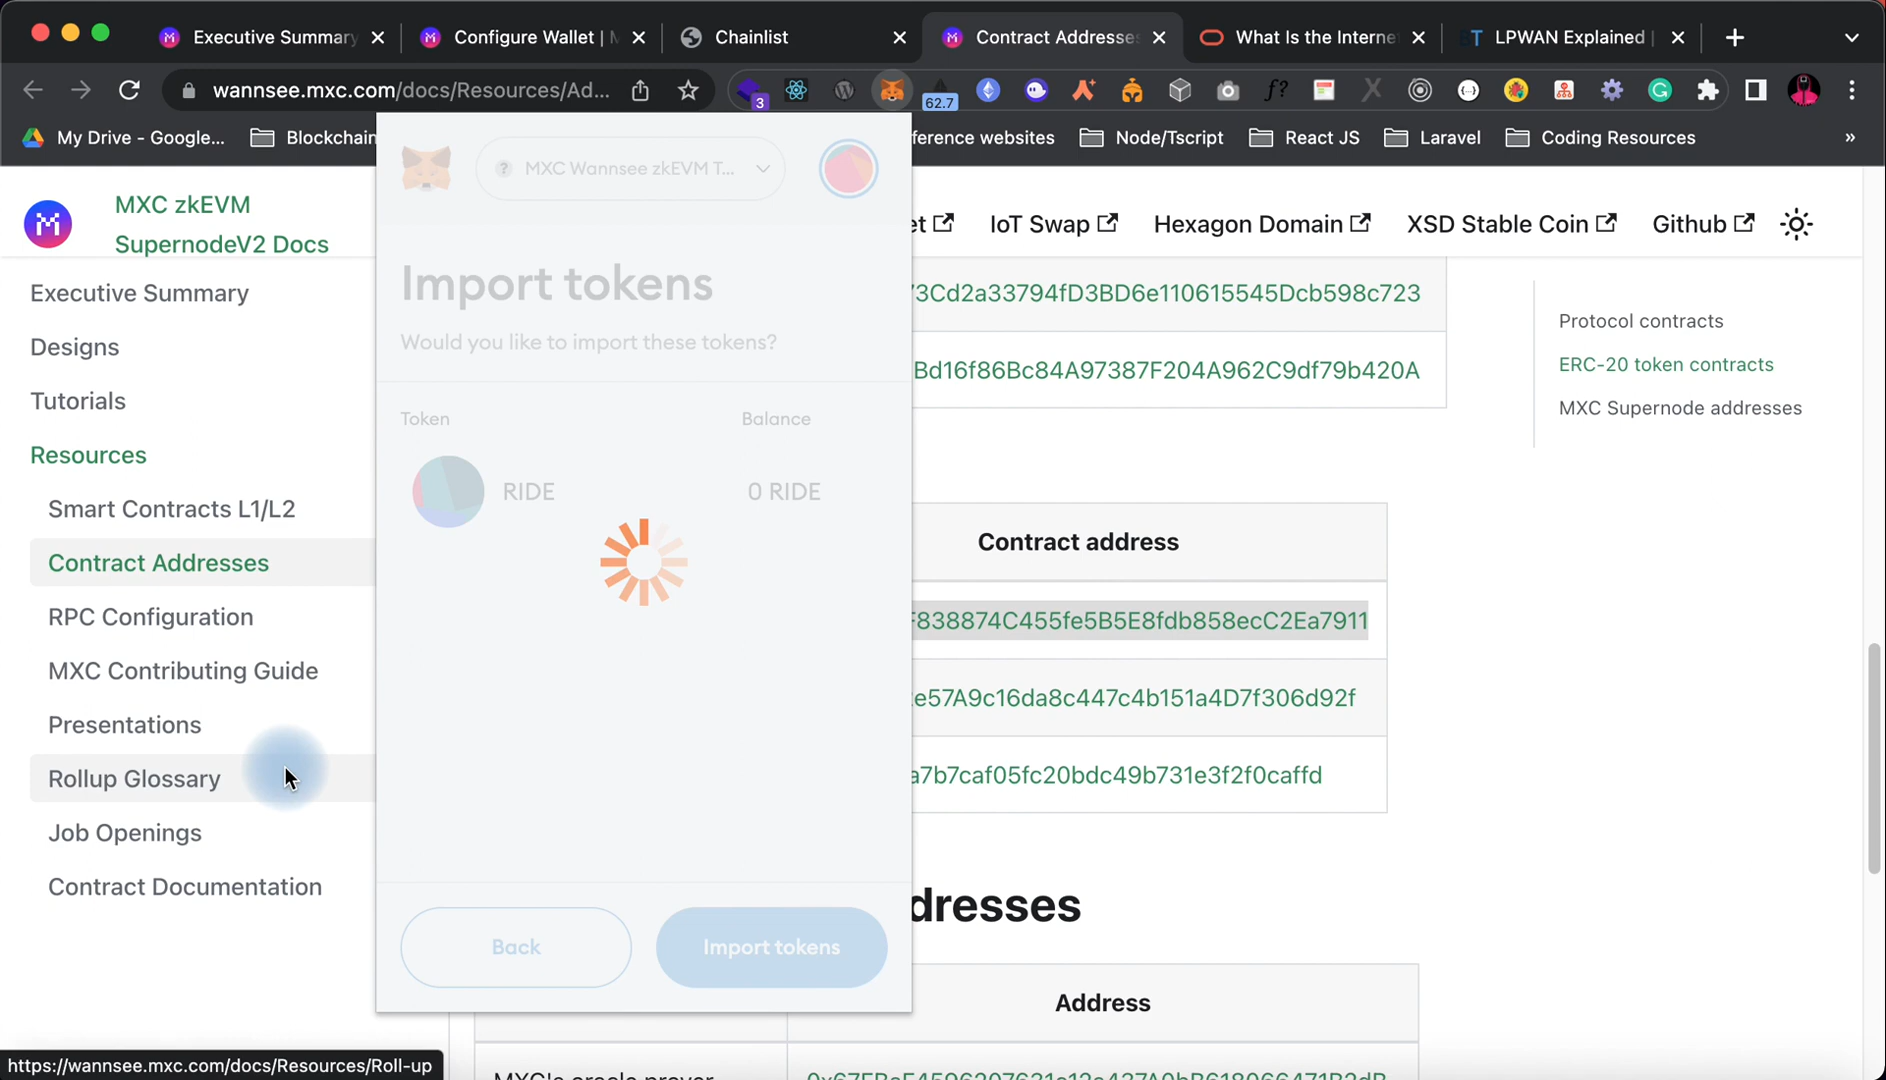 Executive Summary
Configure Wallet | M
Chainlist
Contract Addresses
What Is the Interne
LPWAN Explained |
wannsee.mxc.com/docs/Resources/Ad...
3
62.7
f?
My Drive - Google...
Blockchain
ference websites
Node/Tscript
React JS
Laravel
Coding Resources
»
MXC zkEVM
SupernodeV2 Docs
et
IoT Swap
Hexagon Domain
XSD Stable Coin
Github
Executive Summary
Designs
Tutorials
Resources
Smart Contracts L1/L2
Contract Addresses
RPC Configuration
MXC Contributing Guide
Presentations
Rollup Glossary
Job Openings
Contract Documentation
MXC Wannsee zkEVM T...
Import tokens
Would you like to import these tokens?
Token
Balance
RIDE
0 RIDE
Back
Import tokens
73Cd2a33794fD3BD6e110615545Dcb598c723
Bd16f86Bc84A97387F204A962C9df79b420A
Contract address
F838874C455fe5B5E8fdb858ecC2Ea7911
e57A9c16da8c447c4b151a4D7f306d92f
a7b7caf05fc20bdc49b731e3f2f0caffd
dresses
Address
MXC's oracle prover
Protocol contracts
ERC-20 token contracts
MXC Supernode addresses
https://wannsee.mxc.com/docs/Resources/Roll-up